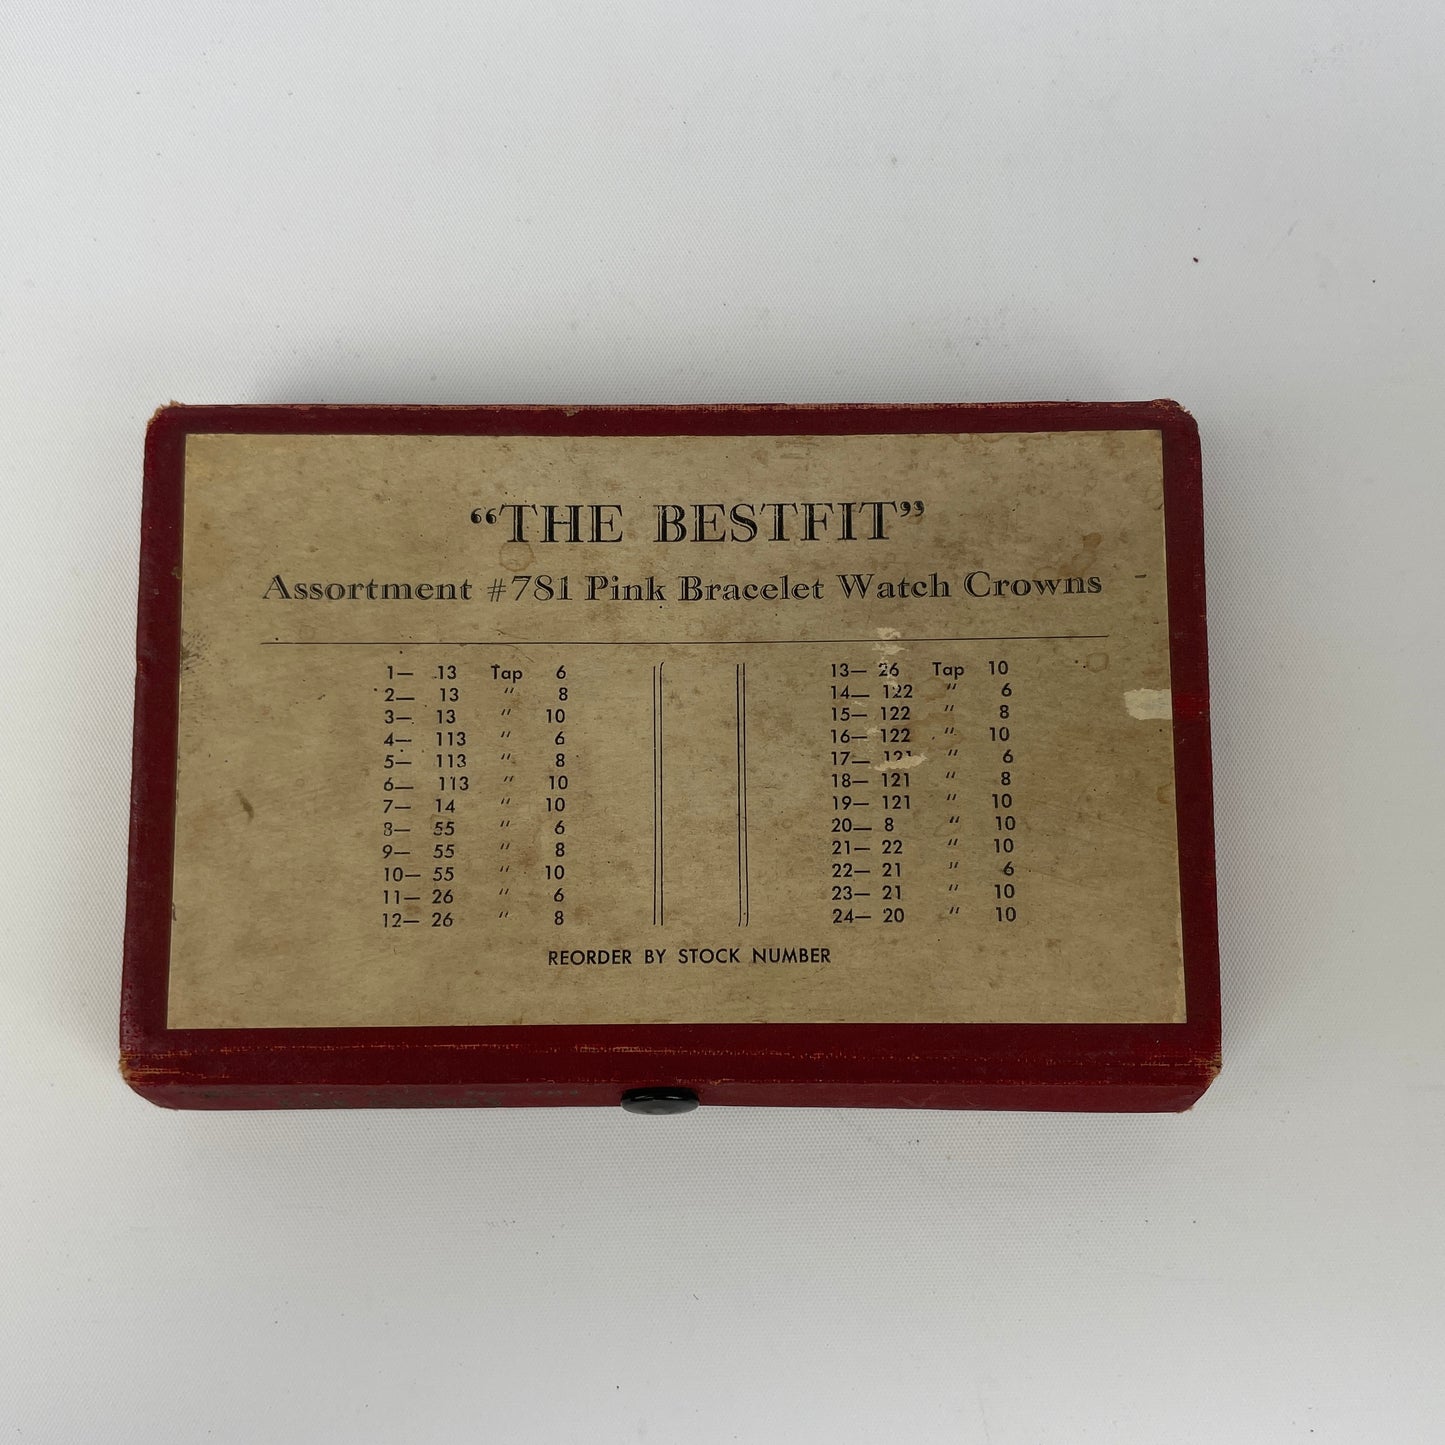 “THE BESTFIT”
Assortment #781 Pink Bracelet Watch Crowns
1— 13 Tap 6
2— 13 " 8
3— 13 " 10
4— 113 " 6
5— 113 " 8
6— 113 " 10
7— 14 " 10
8— 55 " 6
9— 55 " 8
10— 55 " 10
11— 26 " 6
12— 26 " 8
13— 26 Tap 10
14— 122 " 6
15— 122 " 8
16— 122 " 10
17— 121 " 6
18— 121 " 8
19— 121 " 10
20— 8 " 10
21— 22 " 10
22— 21 " 6
23— 21 " 10
24— 20 " 10
REORDER BY STOCK NUMBER